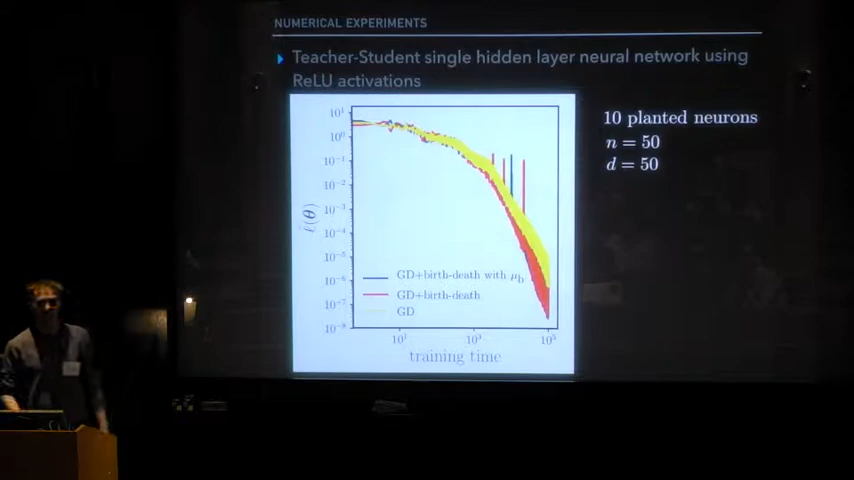 NUMERICAL EXPERIMENTS
Teacher-Student single hidden layer neural network using
ReLU activations
10 planted neurons
n = 50
d = 50
10¹
10⁰
10⁻¹
10⁻²
10⁻³
10⁻⁴
10⁻⁵
10⁻⁶
10⁻⁷
10⁻⁸
GD+birth-death with μb
GD+birth-death
GD
10¹
10³
10⁵
training time